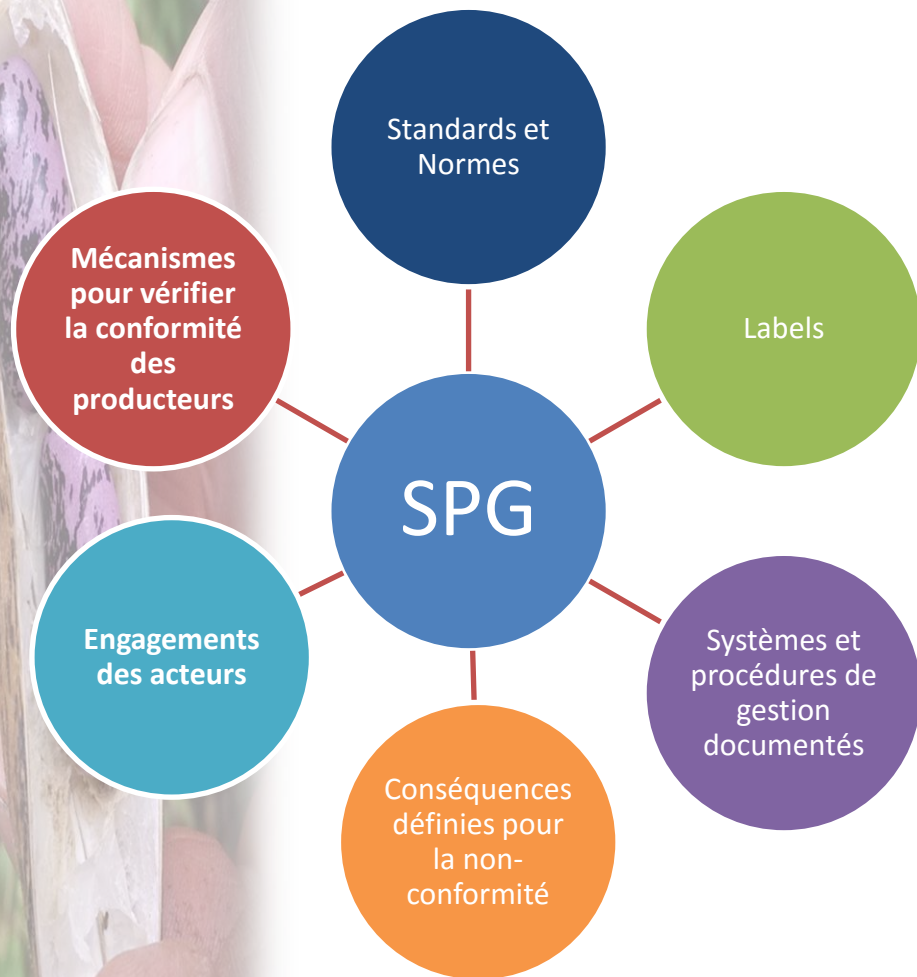 Standards et
Normes
Labels
Systèmes et
procédures de
gestion
documentés
Conséquences
définies pour
la non-
conformité
Engagements
des acteurs
Mécanismes
pour vérifier
la conformité
des
producteurs
SPG